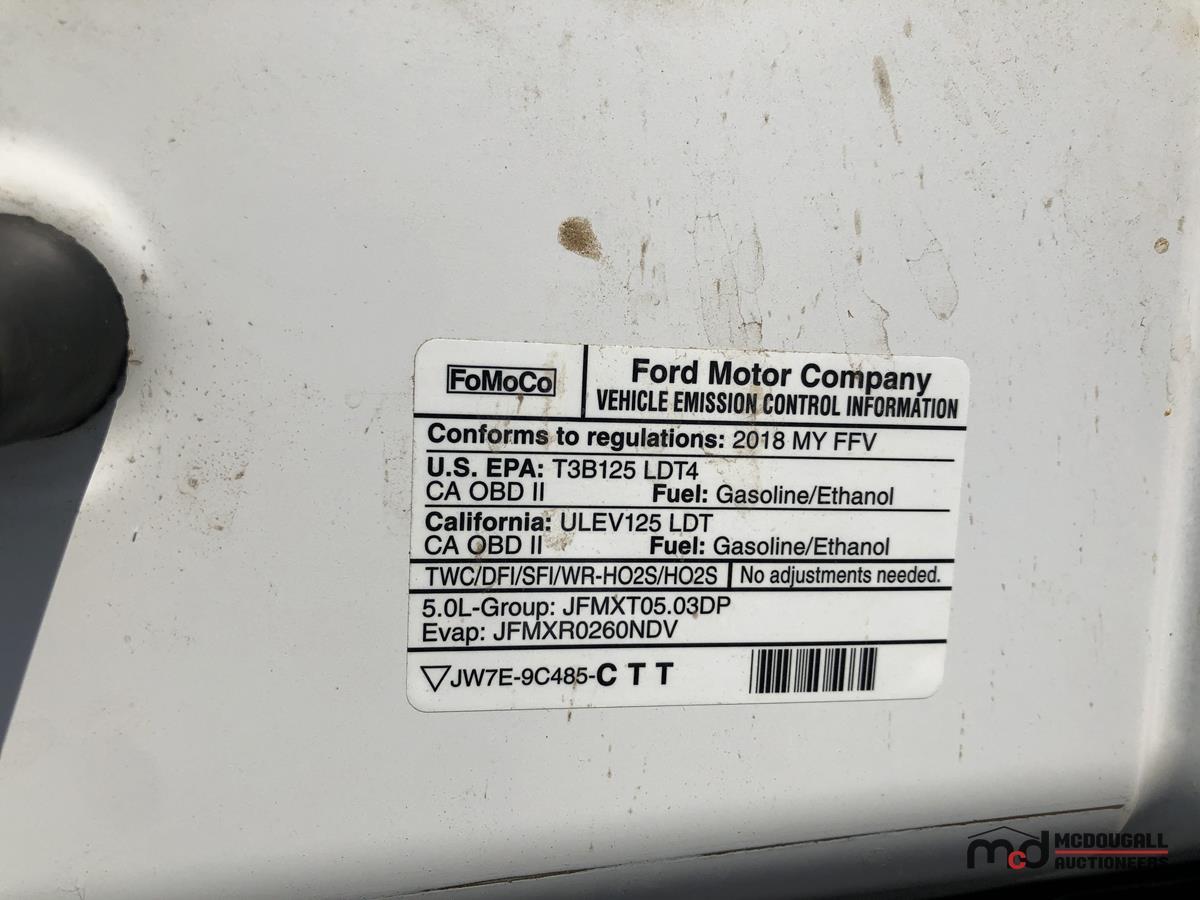 FoMoCo
Ford Motor Company
VEHICLE EMISSION CONTROL INFORMATION
Conforms to regulations: 2018 MY FFV
U.S. EPA: T3B125 LDT4
CA OBD II Fuel: Gasoline/Ethanol
California: ULEV125 LDT
CA OBD II Fuel: Gasoline/Ethanol
TWC/DFI/SFI/WR-HO2S/HO2S No adjustments needed.
5.0L-Group: JFMXT05.03DP
Evap: JFMXR0260NDV
JW7E-9C485-CTT
mcd MCDOUGALL
AUCTIONEERS